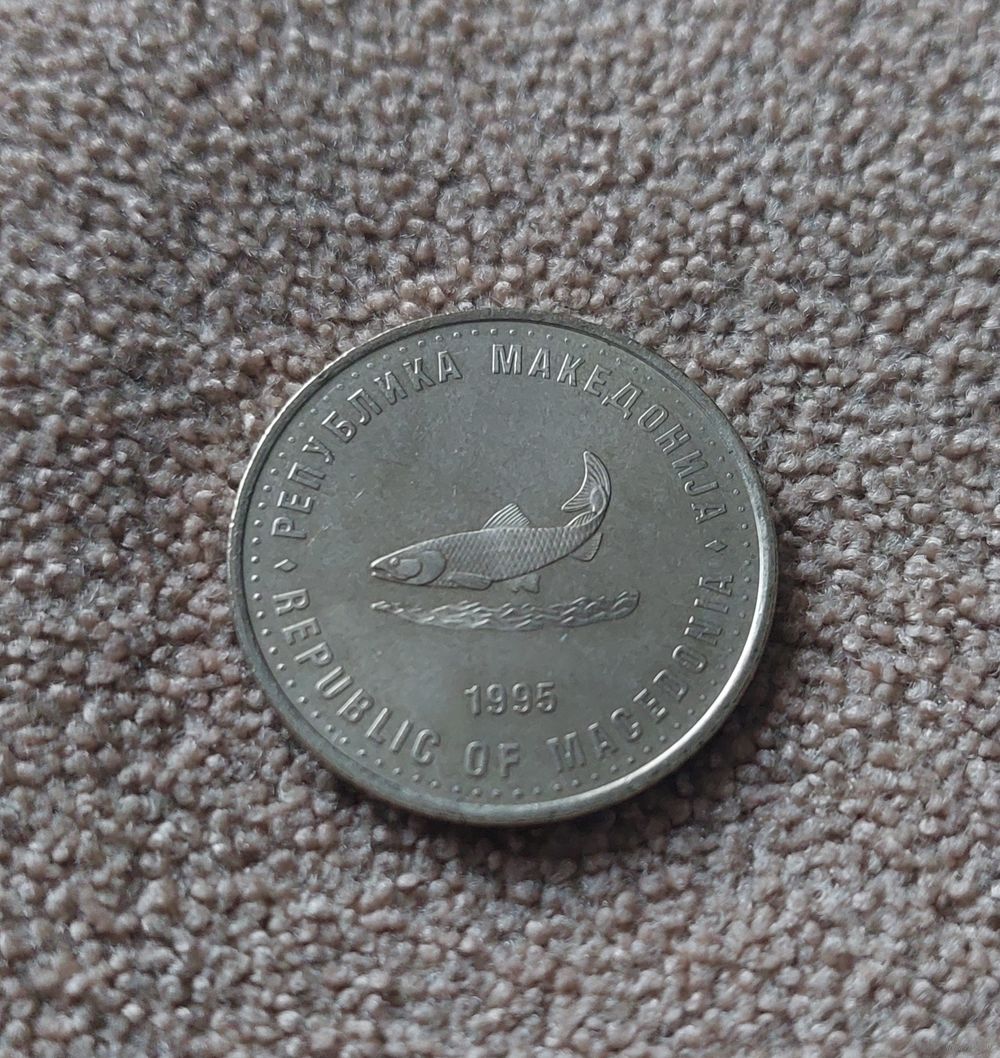 РЕПУБЛИКА МАКЕДОНИЈА
1995
REPUBLIC OF MACEDONIA